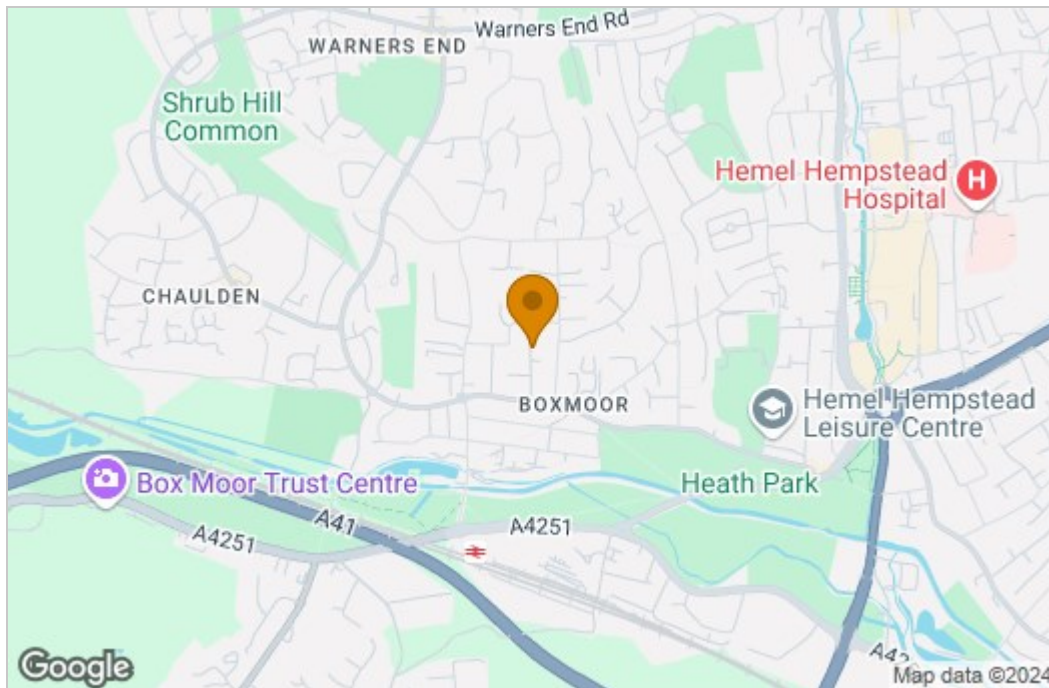 Warners End Rd
WARNERS END
Shrub Hill
Common
Hemel Hempstead
Hospital
H
CHAULDEN
BOXMOOR
Hemel Hempstead
Leisure Centre
Box Moor Trust Centre
Heath Park
A41
A4251
A4251
Google
Map data ©2024